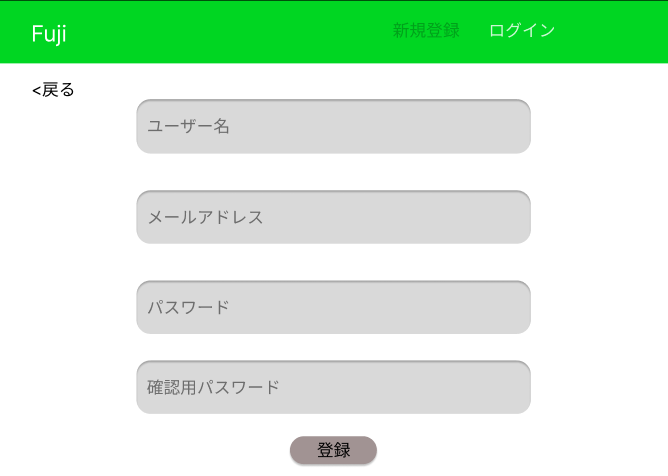 Fuji
新規登録
ログイン
<戻る
ユーザー名
メールアドレス
パスワード
確認用パスワード
登録